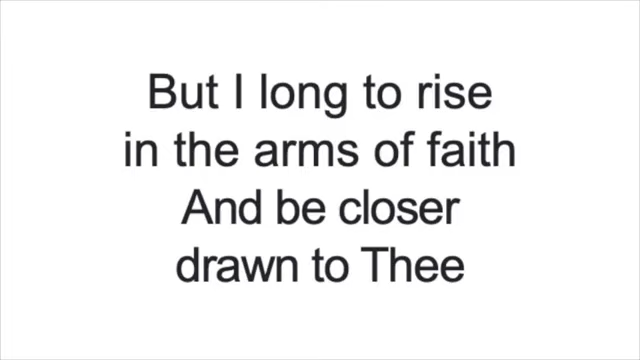 But I long to rise
in the arms of faith
And be closer
drawn to Thee